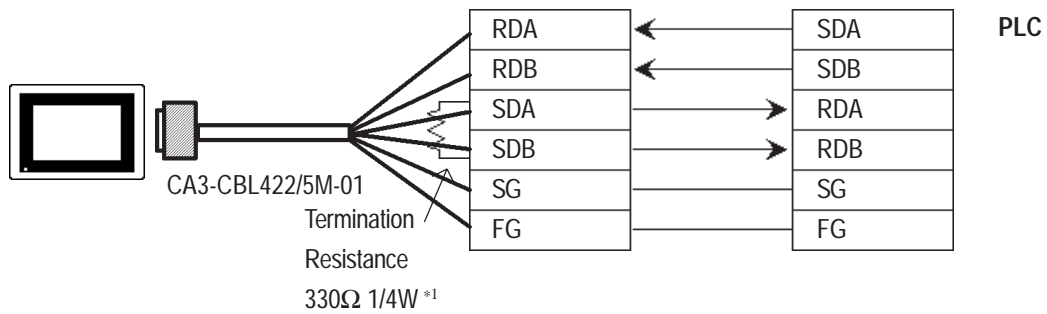 RDA SDA PLC
RDB SDB
SDA RDA
SDB RDB
CA3-CBL422/5M-01
SG SG
Termination
FG FG
Resistance
330Ω 1/4W *1